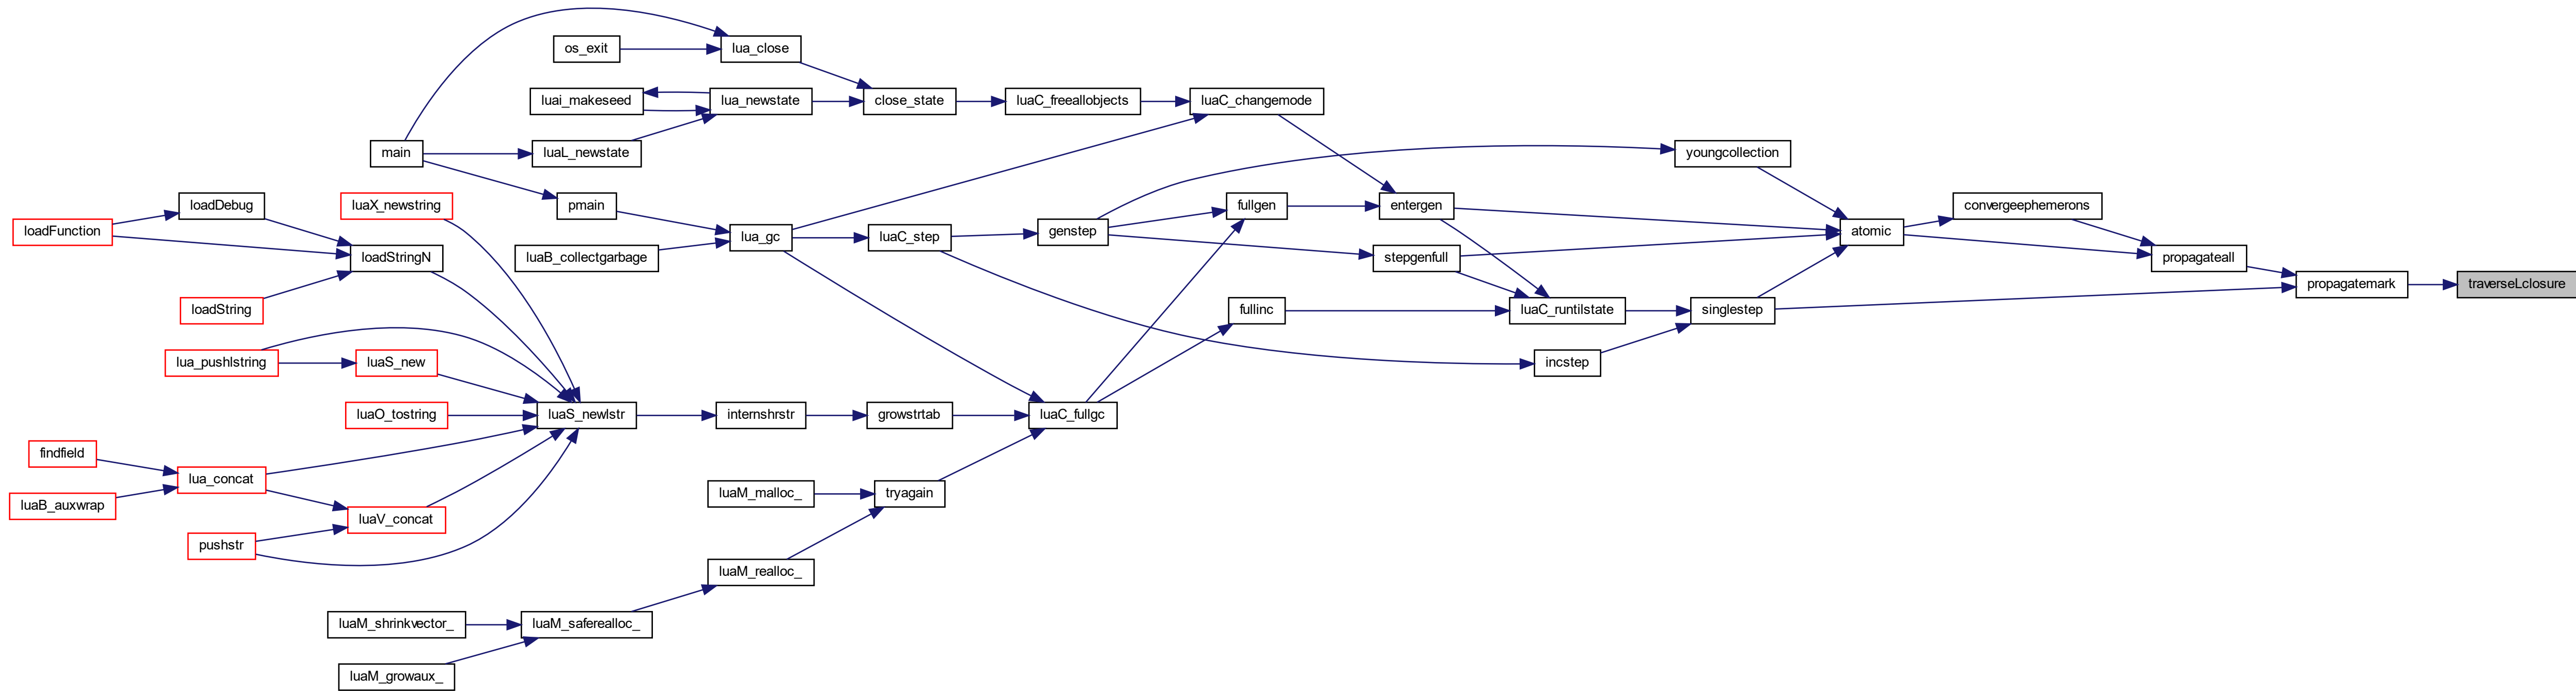 os_exit
lua_close
luai_makeseed
lua_newstate
close_state
luaC_freeallobjects
luaC_changemode
main
luaL_newstate
youngcollection
loadDebug
luaX_newstring
pmain
fullgen
entergen
convergeephemerons
loadFunction
lua_gc
luaC_step
genstep
atomic
loadStringN
luaB_collectgarbage
stepgenfull
propagateall
propagatemark
traverseLclosure
loadString
fullinc
luaC_runtilstate
singlestep
lua_pushlstring
luaS_new
incstep
luaO_tostring
luaS_newlstr
internshrstr
growstrtab
luaC_fullgc
findfield
lua_concat
luaM_malloc_
tryagain
luaB_auxwrap
luaV_concat
pushstr
luaM_realloc_
luaM_shrinkvector_
luaM_saferealloc_
luaM_growaux_